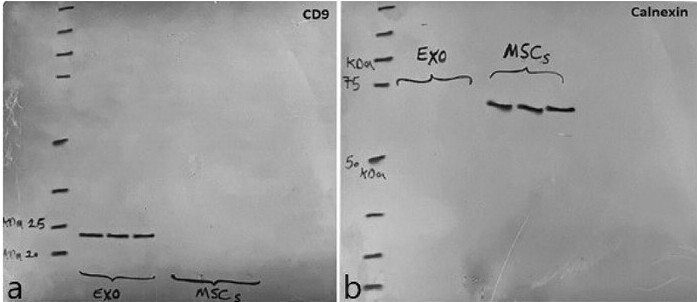 CD9
KDa 25
KDa 20
EXO
MSCs
a
Calnexin
EXO
MSCs
KDa
75
50
KDa
b